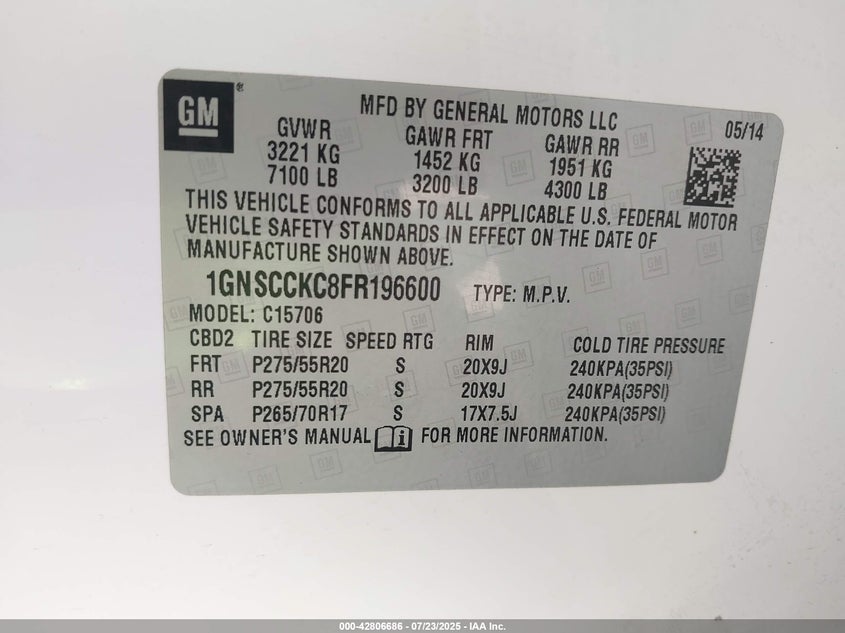 GM®
MFD BY GENERAL MOTORS LLC
05/14
GVWR GAWR FRT GAWR RR
3221 KG 1452 KG 1951 KG
7100 LB 3200 LB 4300 LB
THIS VEHICLE CONFORMS TO ALL APPLICABLE U.S. FEDERAL MOTOR
VEHICLE SAFETY STANDARDS IN EFFECT ON THE DATE OF
MANUFACTURE SHOWN ABOVE.
1GNSCCKC8FR196600 TYPE: M.P.V.
MODEL: C15706
CBD2 TIRE SIZE SPEED RTG RIM COLD TIRE PRESSURE
FRT P275/55R20 S 20X9J 240KPA(35PSI)
RR P275/55R20 S 20X9J 240KPA(35PSI)
SPA P265/70R17 S 17X7.5J 240KPA(35PSI)
SEE OWNER'S MANUAL i FOR MORE INFORMATION.
000-42806686 - 07/23/2025 - IAA Inc.